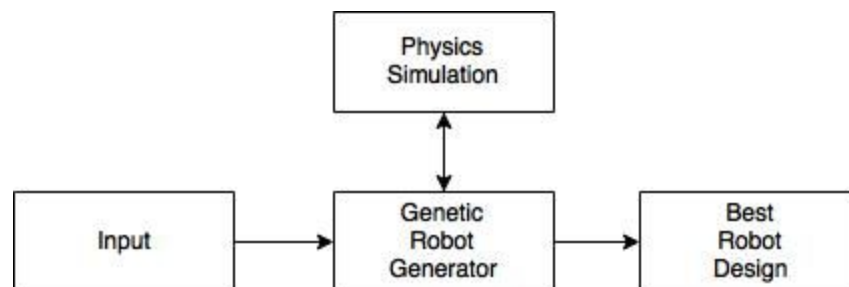 Physics
Simulation
Input
Genetic
Robot
Generator
Best
Robot
Design